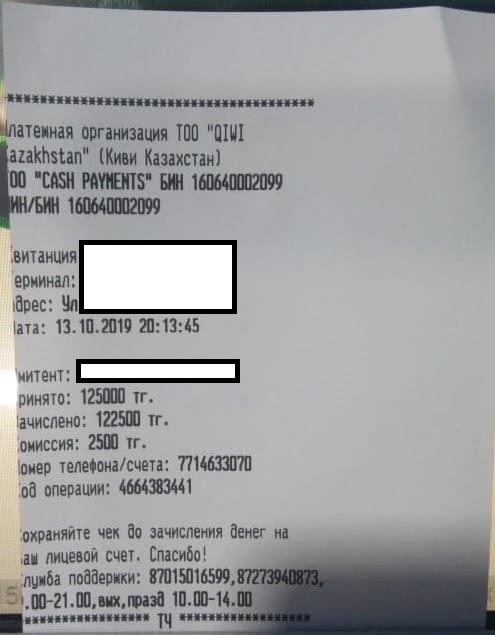 ****************************************
латежная организация ТОО "QIWI
azakhstan" (Киви Казахстан)
ОО "CASH PAYMENTS" БИН 160640002099
ИН/БИН 160640002099
витанция
ерминал:
дрес: Ул
ата: 13.10.2019 20:13:45
митент:
ринято: 125000 тг.
ачислено: 122500 тг.
омиссия: 2500 тг.
омер телефона/счета: 7714633070
од операции: 4664383441
охраняйте чек до зачисления денег на
аш лицевой счет. Спасибо!
лужба поддержки: 87015016599,87273940873,
.00-21.00,вых,празд 10.00-14.00
***************** ТЧ *****************